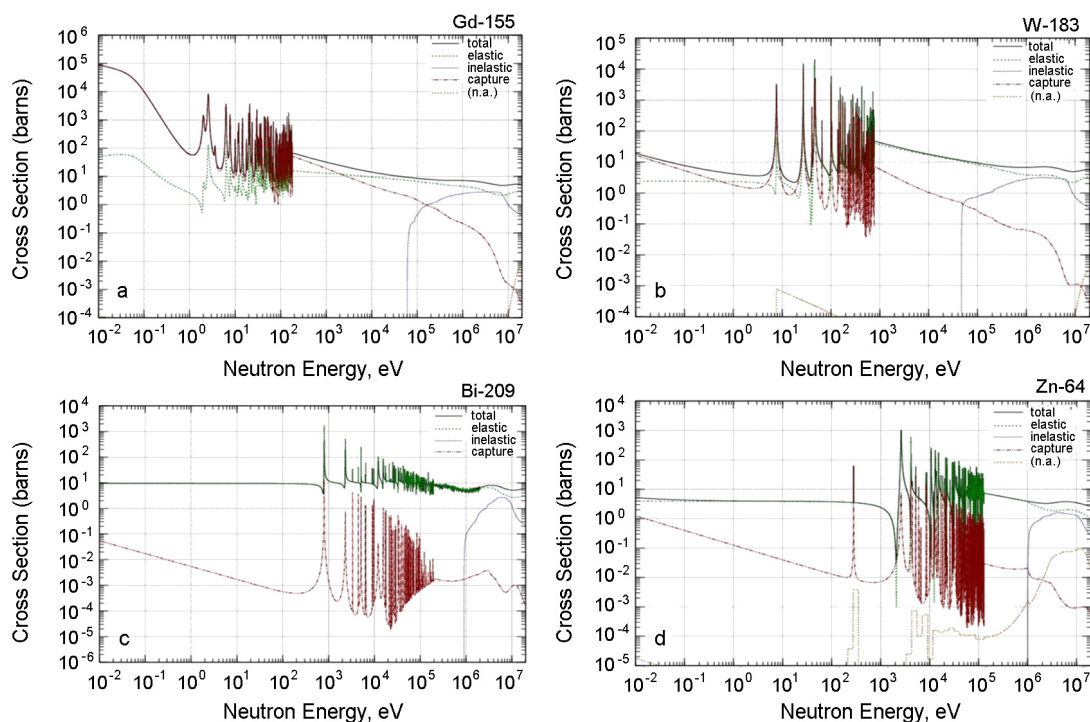 Gd-155
10^6
10^5
10^4
10^3
10^2
10^1
10^0
10^-1
10^-2
10^-3
10^-4
Cross Section (barns)
total
elastic
inelastic
capture
(n.a.)
a
10^-2 10^-1 10^0 10^1 10^2 10^3 10^4 10^5 10^6 10^7
Neutron Energy, eV
W-183
10^5
10^4
10^3
10^2
10^1
10^0
10^-1
10^-2
10^-3
10^-4
Cross Section (barns)
total
elastic
inelastic
capture
(n.a.)
b
10^-2 10^-1 10^0 10^1 10^2 10^3 10^4 10^5 10^6 10^7
Neutron Energy, eV
Bi-209
10^4
10^3
10^2
10^1
10^0
10^-1
10^-2
10^-3
10^-4
10^-5
10^-6
Cross Section (barns)
total
elastic
inelastic
capture
c
10^-2 10^-1 10^0 10^1 10^2 10^3 10^4 10^5 10^6 10^7
Neutron Energy, eV
Zn-64
10^4
10^3
10^2
10^1
10^0
10^-1
10^-2
10^-3
10^-4
10^-5
Cross Section (barns)
total
elastic
inelastic
capture
(n.a.)
d
10^-2 10^-1 10^0 10^1 10^2 10^3 10^4 10^5 10^6 10^7
Neutron Energy, eV